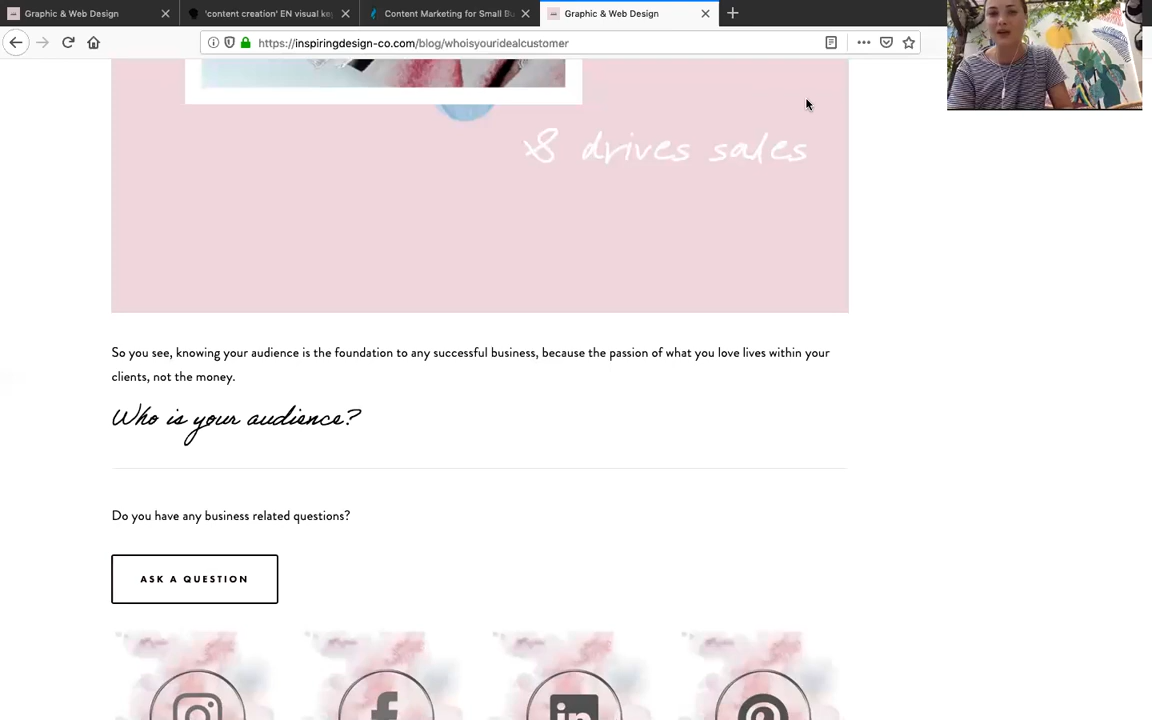 Graphic & Web Design
'content creation' EN visual ke
Content Marketing for Small Bu
Graphic & Web Design
https://inspiringdesign-co.com/blog/whoisyouridealcustomer
& drives sales
So you see, knowing your audience is the foundation to any successful business, because the passion of what you love lives within your
clients, not the money.
Who is your audience?
Do you have any business related questions?
ASK A QUESTION